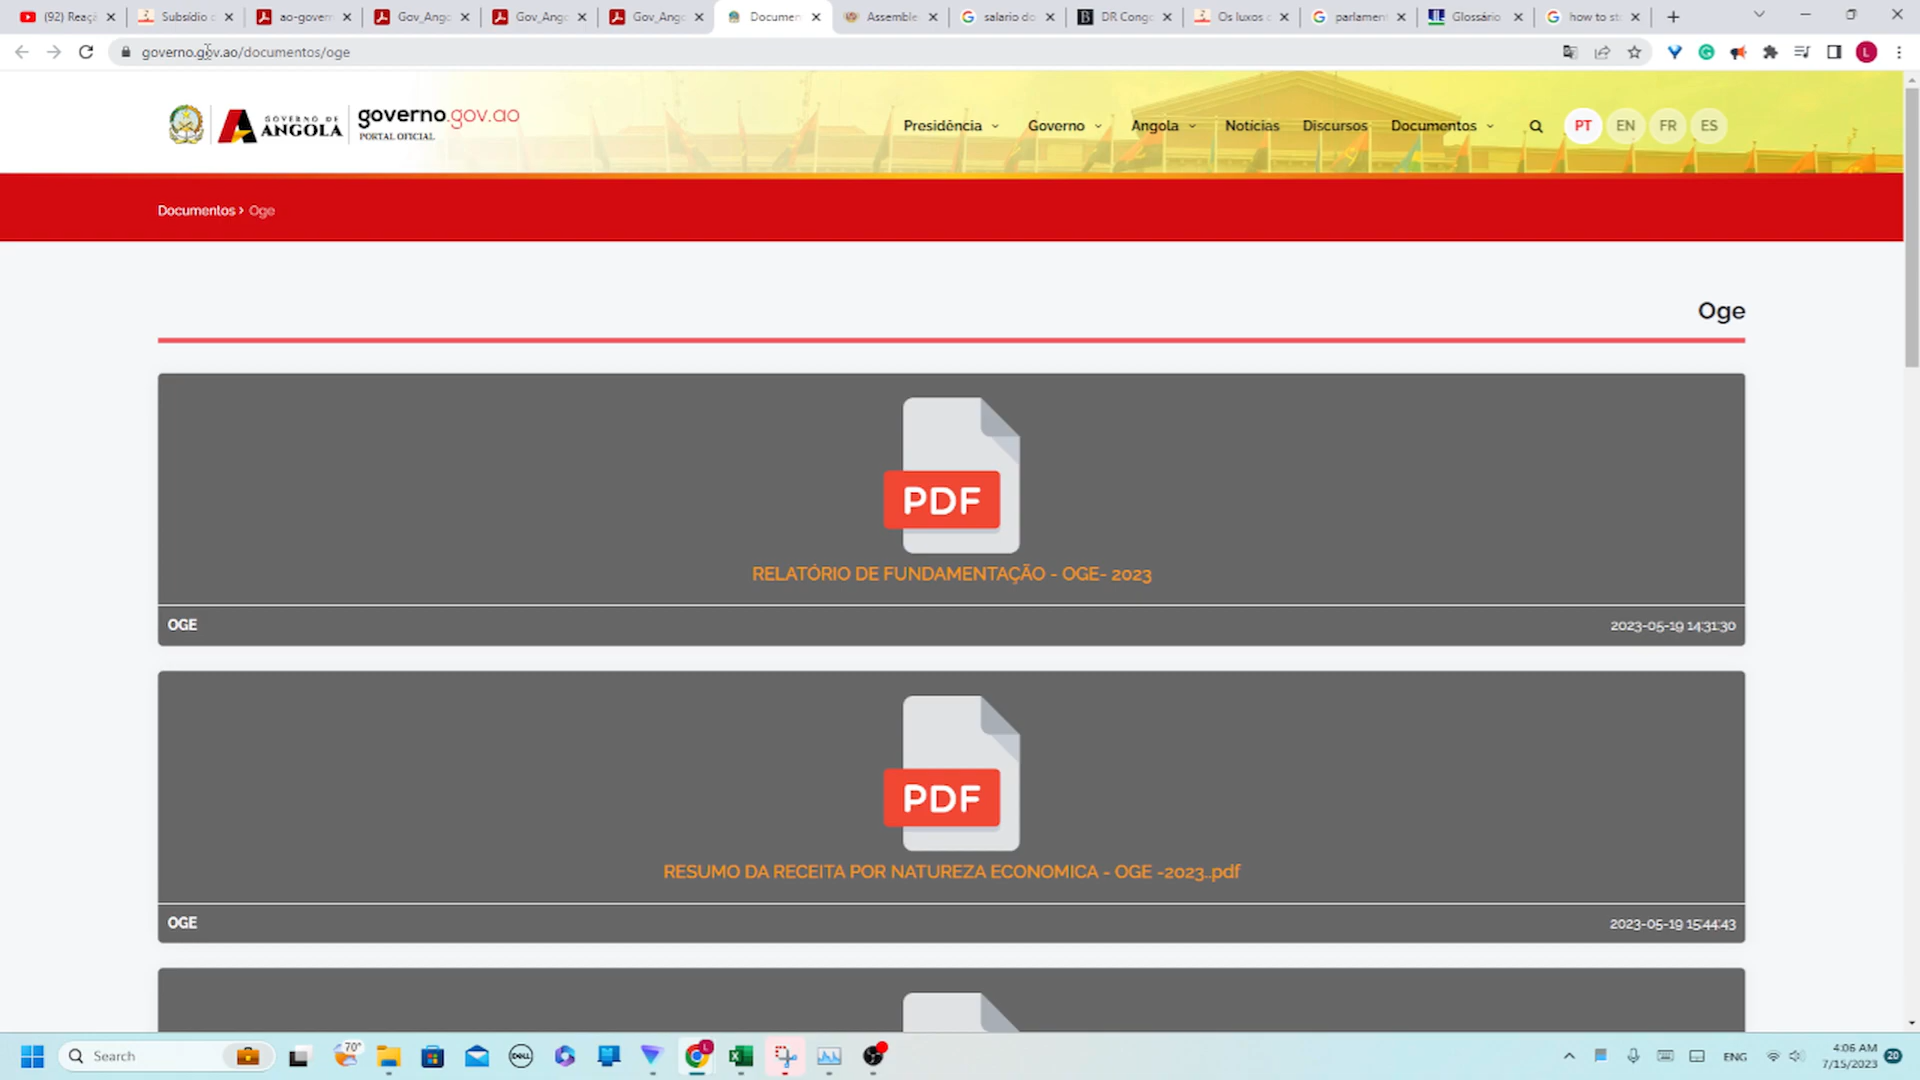 (92) Reaçã
Subsídio d
ao-govern
Gov_Ango
Gov_Ango
Gov_Ango
Documen
Assemble
salario do
DR Congo
Os luxos d
parlament
Glossário
how to st
governo.gov.ao/documentos/oge
L
GOVERNO DE
ANGOLA
governo.gov.ao
PORTAL OFICIAL
Presidência
Governo
Angola
Notícias
Discursos
Documentos
PT
EN
FR
ES
Documentos > Oge
Oge
PDF
RELATÓRIO DE FUNDAMENTAÇÃO - OGE- 2023
OGE
2023-05-19 14:31:30
PDF
RESUMO DA RECEITA POR NATUREZA ECONOMICA - OGE -2023..pdf
OGE
2023-05-19 15:44:43
Search
70°
DELL
L
ENG
4:06 AM
7/15/2023
20